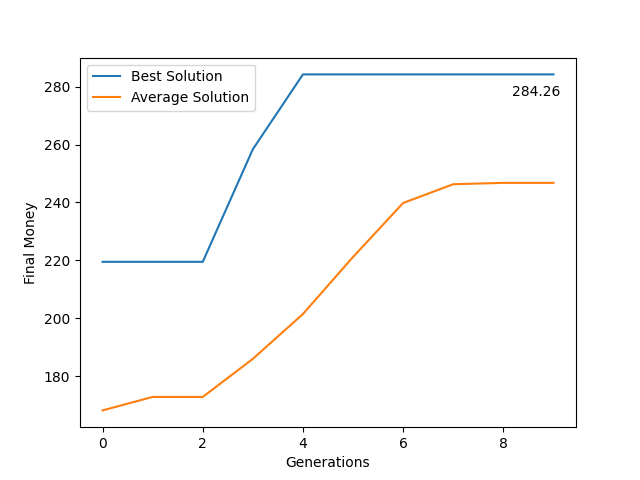 Best Solution
Average Solution
284.26
280
260
240
220
200
180
Final Money
0 2 4 6 8
Generations